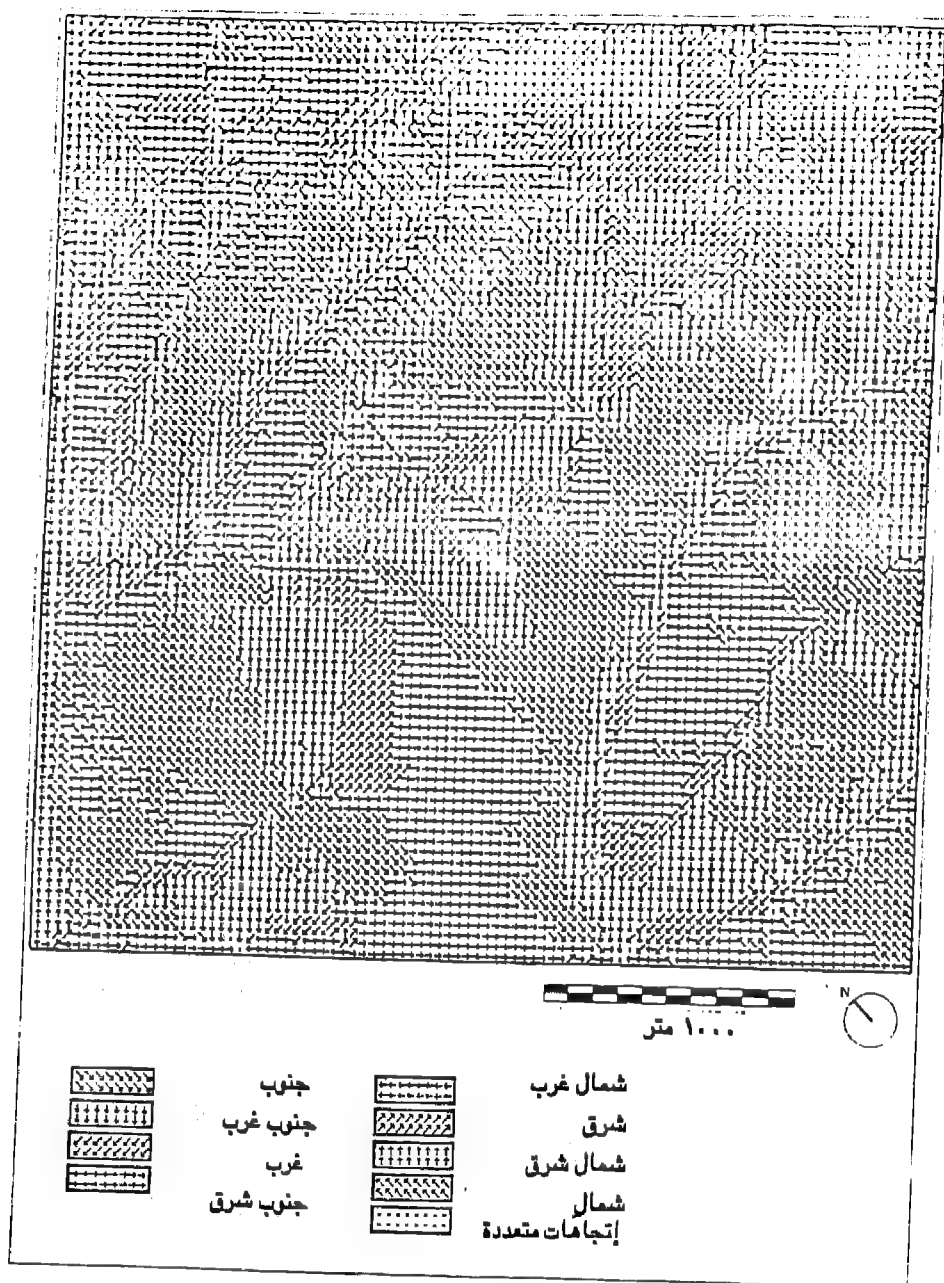 N
١٠٠٠ متر
شمال غرب
شرق
شمال شرق
شمال
إتجاهات متعددة
جنوب
جنوب غرب
غرب
جنوب شرق